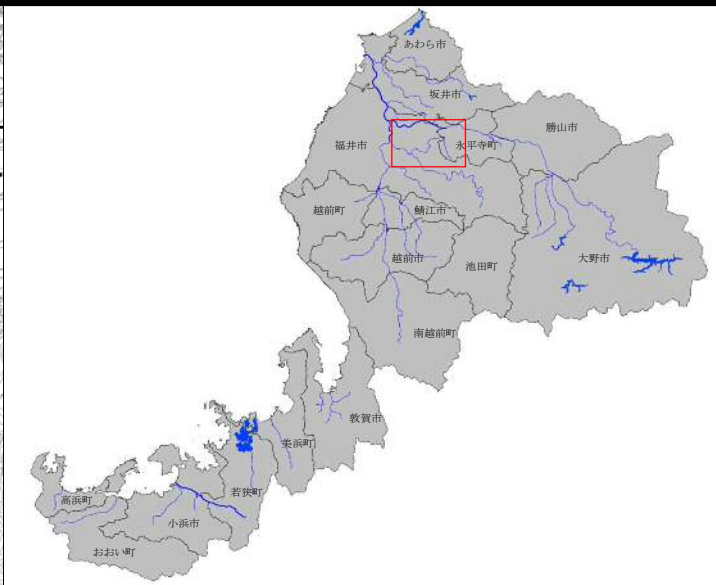 あわら市
坂井市
勝山市
福井市
永平寺町
越前町
鯖江市
越前市
池田町
大野市
南越前町
敦賀市
美浜町
若狭町
高浜町
小浜市
おおい町